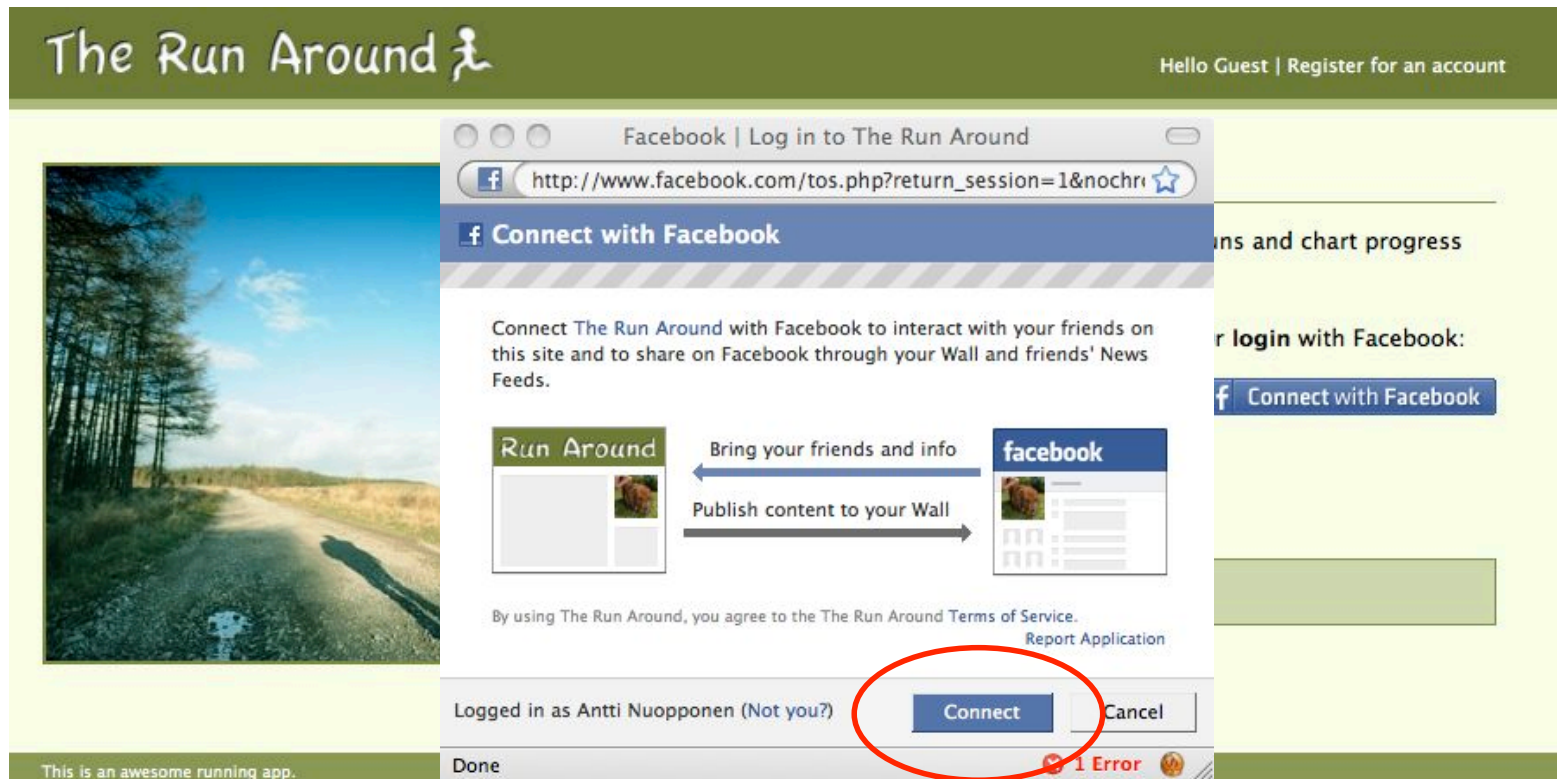 The Run Around
Hello Guest | Register for an account
Facebook | Log in to The Run Around
http://www.facebook.com/tos.php?return_session=1&nochr
Connect with Facebook
Connect The Run Around with Facebook to interact with your friends on
this site and to share on Facebook through your Wall and friends' News
Feeds.
Run Around
Bring your friends and info
facebook
Publish content to your Wall
By using The Run Around, you agree to the The Run Around Terms of Service.
Report Application
Logged in as Antti Nuopponen (Not you?)
Connect
Cancel
Done
1 Error
and chart progress
login with Facebook:
Connect with Facebook
This is an awesome running app.